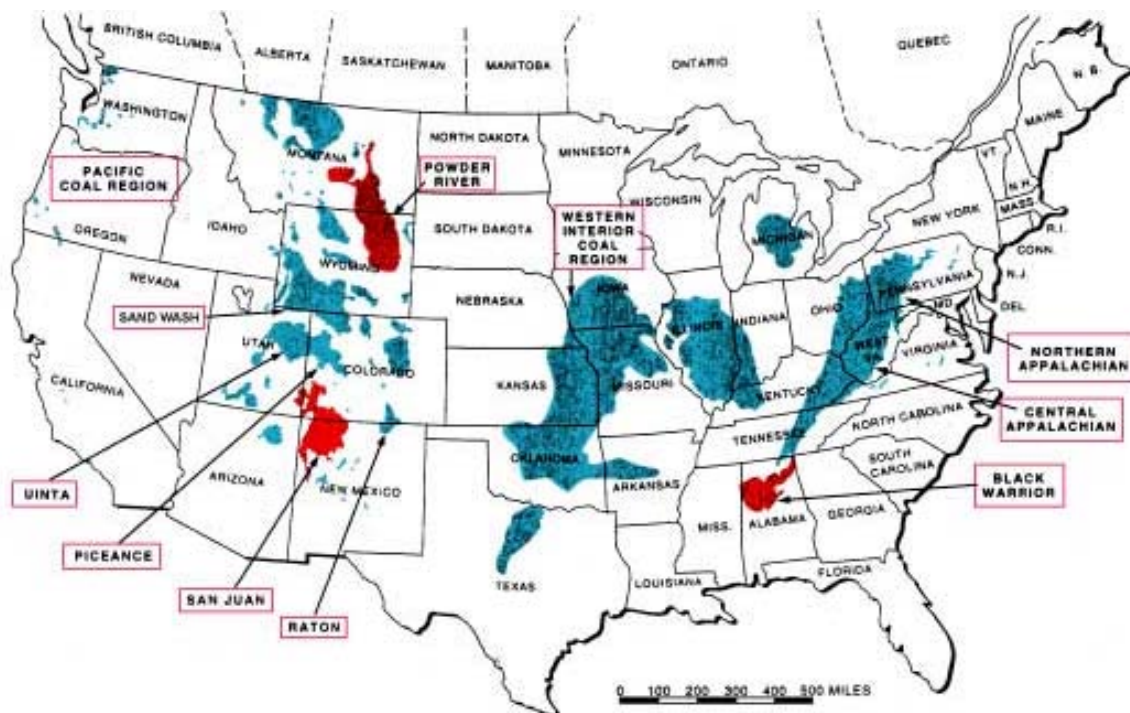 BRITISH COLUMBIA
ALBERTA
SASKATCHEWAN
MANITOBA
ONTARIO
QUEBEC
N. B.
WASHINGTON
MAINE
NORTH DAKOTA
MINNESOTA
MONTANA
VT.
PACIFIC
COAL REGION
POWDER
RIVER
N.H.
WISCONSIN
MASS.
NEW YORK
WESTERN
INTERIOR
COAL
REGION
OREGON
IDAHO
SOUTH DAKOTA
MICHIGAN
R.I.
CONN.
WYOMING
NEVADA
PENNSYLVANIA
N.J.
NEBRASKA
IOWA
OHIO
MD
DEL
SAND WASH
ILLINOIS
INDIANA
UTAH
WEST
VA.
VIRGINIA
NORTHERN
APPALACHIAN
COLORADO
CALIFORNIA
KANSAS
MISSOURI
KENTUCKY
CENTRAL
APPALACHIAN
NORTH CAROLINA
TENNESSEE
OKLAHOMA
SOUTH
CAROLINA
UINTA
ARIZONA
NEW MEXICO
ARKANSAS
BLACK
WARRIOR
MISS.
ALABAMA
GEORGIA
PICEANCE
TEXAS
LOUISIANA
FLORIDA
SAN JUAN
RATON
0 100 200 300 400 500 MILES